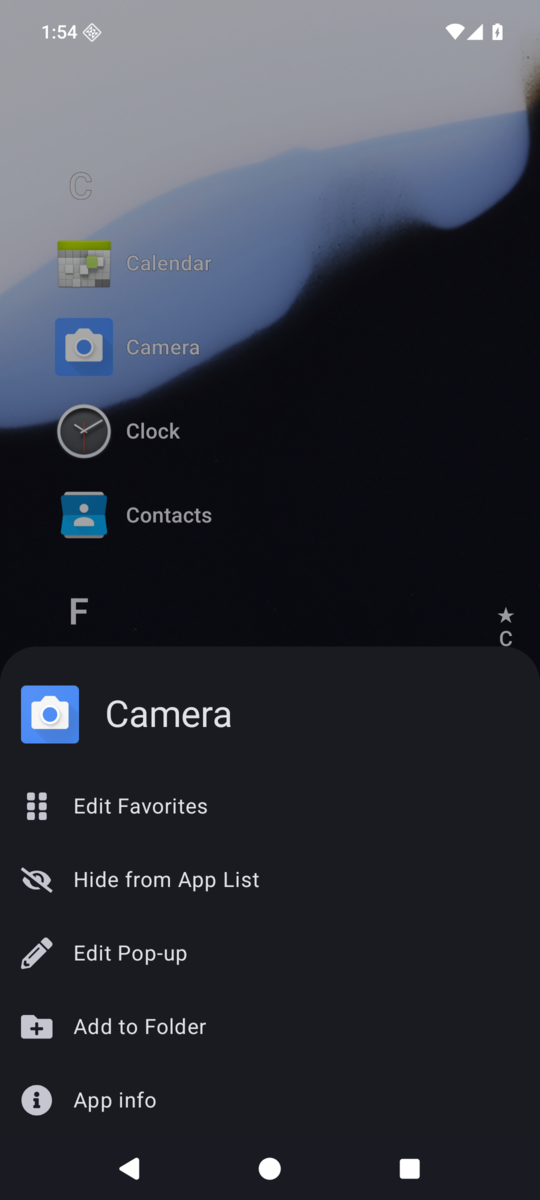 1:54
C
Calendar
Camera
Clock
Contacts
F
★
C
Camera
Edit Favorites
Hide from App List
Edit Pop-up
Add to Folder
App info